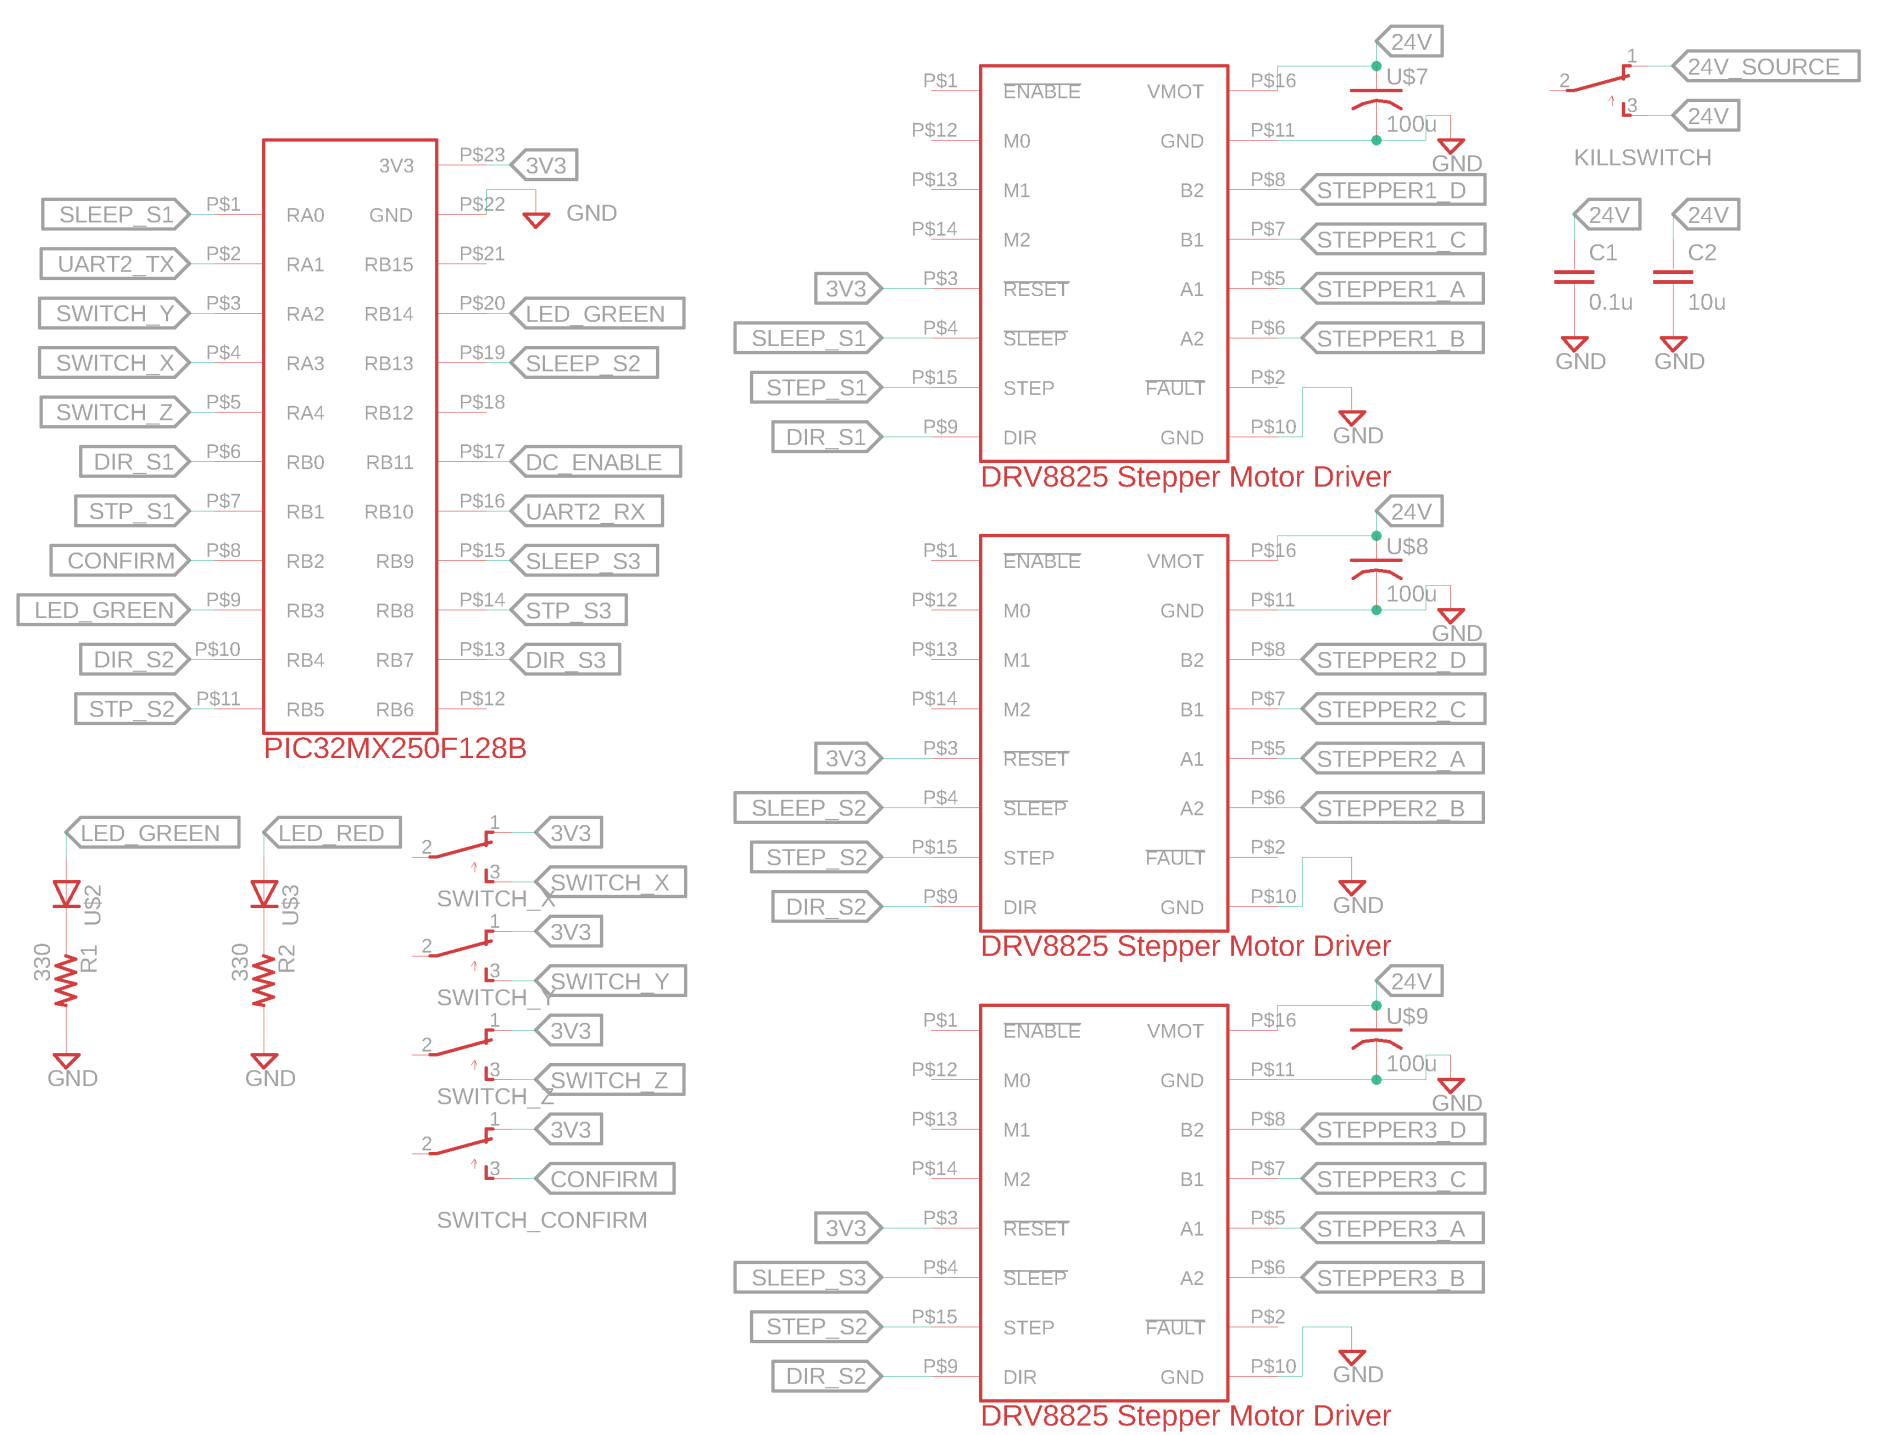 3V3
P$23
3V3
SLEEP_S1
P$1
RA0
GND
P$22
GND
UART2_TX
P$2
RA1
RB15
P$21
SWITCH_Y
P$3
RA2
RB14
P$20
LED_GREEN
SWITCH_X
P$4
RA3
RB13
P$19
SLEEP_S2
SWITCH_Z
P$5
RA4
RB12
P$18
DIR_S1
P$6
RB0
RB11
P$17
DC_ENABLE
STP_S1
P$7
RB1
RB10
P$16
UART2_RX
CONFIRM
P$8
RB2
RB9
P$15
SLEEP_S3
LED_GREEN
P$9
RB3
RB8
P$14
STP_S3
DIR_S2
P$10
RB4
RB7
P$13
DIR_S3
STP_S2
P$11
RB5
RB6
P$12
PIC32MX250F128B
LED_GREEN
U$2
330
R1
GND
LED_RED
U$3
330
R2
GND
1
3V3
2
3
SWITCH_X
SWITCH_X
1
3V3
2
3
SWITCH_Y
SWITCH_Y
1
3V3
2
3
SWITCH_Z
SWITCH_Z
1
3V3
2
3
CONFIRM
SWITCH_CONFIRM
24V
P$1
ENABLE
VMOT
P$16
U$7
P$12
M0
GND
P$11
100u
GND
P$13
M1
B2
P$8
STEPPER1_D
P$14
M2
B1
P$7
STEPPER1_C
3V3
P$3
RESET
A1
P$5
STEPPER1_A
SLEEP_S1
P$4
SLEEP
A2
P$6
STEPPER1_B
STEP_S1
P$15
STEP
FAULT
P$2
DIR_S1
P$9
DIR
GND
P$10
GND
DRV8825 Stepper Motor Driver
24V
P$1
ENABLE
VMOT
P$16
U$8
P$12
M0
GND
P$11
100u
GND
P$13
M1
B2
P$8
STEPPER2_D
P$14
M2
B1
P$7
STEPPER2_C
3V3
P$3
RESET
A1
P$5
STEPPER2_A
SLEEP_S2
P$4
SLEEP
A2
P$6
STEPPER2_B
STEP_S2
P$15
STEP
FAULT
P$2
DIR_S2
P$9
DIR
GND
P$10
GND
DRV8825 Stepper Motor Driver
24V
P$1
ENABLE
VMOT
P$16
U$9
P$12
M0
GND
P$11
100u
GND
P$13
M1
B2
P$8
STEPPER3_D
P$14
M2
B1
P$7
STEPPER3_C
3V3
P$3
RESET
A1
P$5
STEPPER3_A
SLEEP_S3
P$4
SLEEP
A2
P$6
STEPPER3_B
STEP_S2
P$15
STEP
FAULT
P$2
DIR_S2
P$9
DIR
GND
P$10
GND
DRV8825 Stepper Motor Driver
1
24V_SOURCE
2
3
24V
KILLSWITCH
24V
C1
0.1u
GND
24V
C2
10u
GND